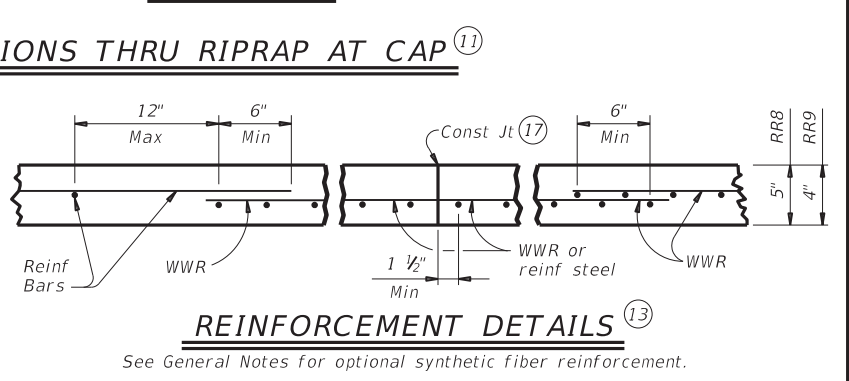 IONS THRU RIPRAP AT CAP 11
12"
Max
6"
Min
Const Jt 17
6"
Min
RR8
RR9
5"
4"
Reinf
Bars
WWR
1 ½"
Min
WWR or
reinf steel
WWR
REINFORCEMENT DETAILS 13
See General Notes for optional synthetic fiber reinforcement.